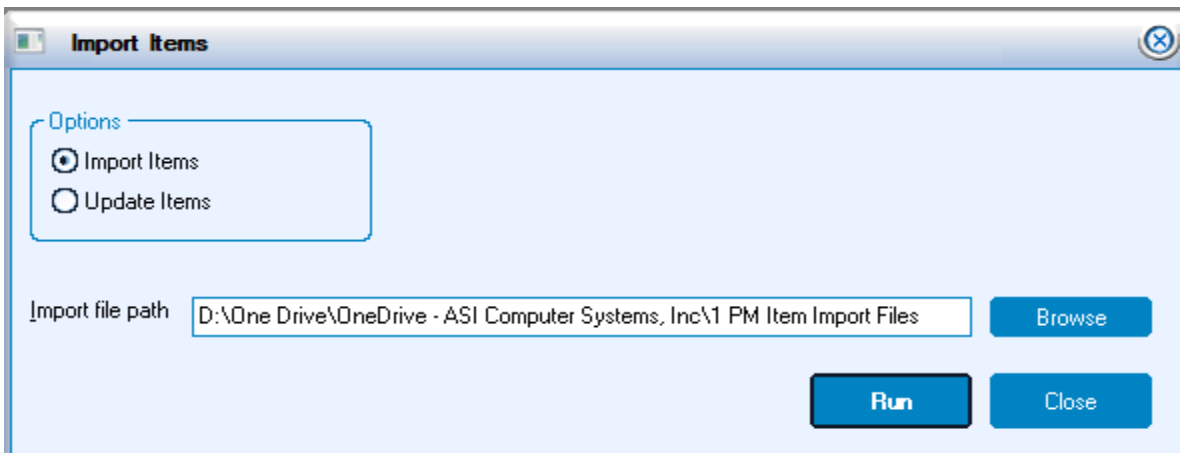 Import Items
Options
Import Items
Update Items
Import file path D:\One Drive\OneDrive - ASI Computer Systems, Inc\1 PM Item Import Files Browse
Run Close